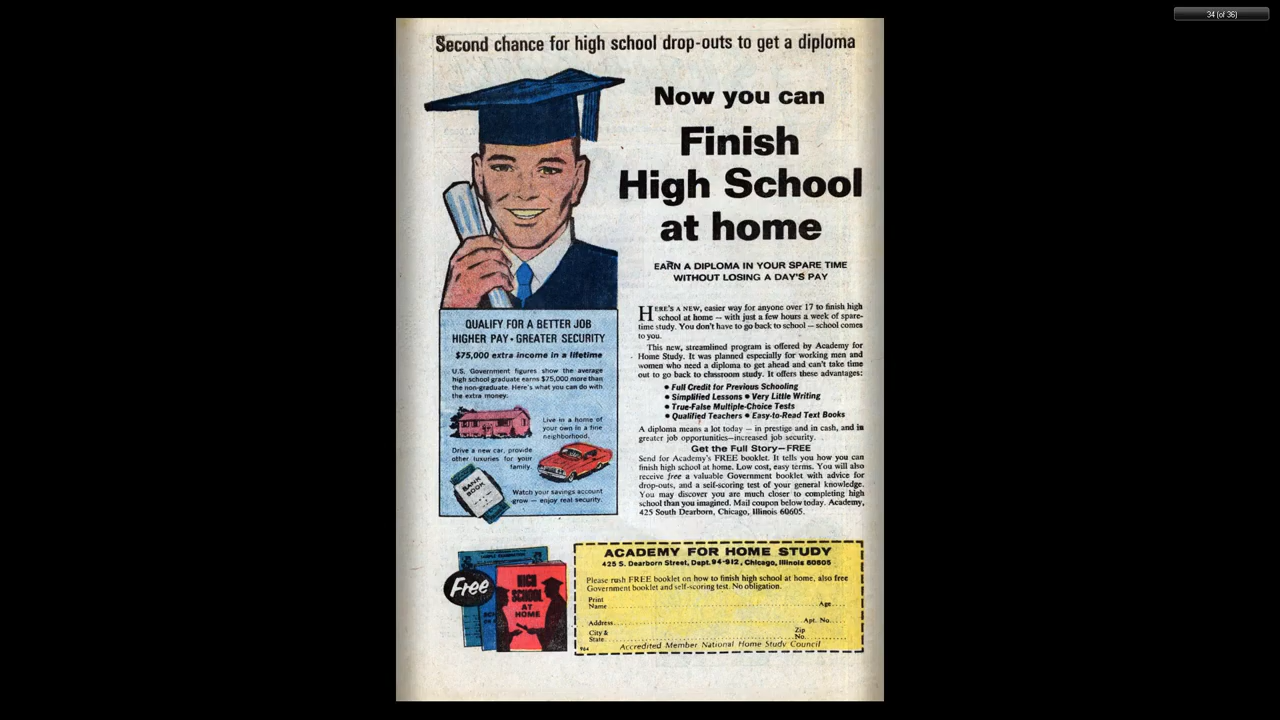 34 (of 36)
Second chance for high school drop-outs to get a diploma
Now you can
Finish
High School
at home
EARN A DIPLOMA IN YOUR SPARE TIME
WITHOUT LOSING A DAY'S PAY
HERE'S A NEW, easier way for anyone over 17 to finish high
school at home — with just a few hours a week of spare-
time study. You don't have to go back to school — school comes
to you.
This new, streamlined program is offered by Academy for
Home Study. It was planned especially for working men and
women who need a diploma to get ahead and can't take time
out to go back to classroom study. It offers these advantages:
● Full Credit for Previous Schooling
● Simplified Lessons ● Very Little Writing
● True-False Multiple-Choice Tests
● Qualified Teachers ● Easy-to-Read Text Books
A diploma means a lot today — in prestige and in cash, and in
greater job opportunities—increased job security.
Get the Full Story—FREE
Send for Academy's FREE booklet. It tells you how you can
finish high school at home. Low cost, easy terms. You will also
receive free a valuable Government booklet with advice for
drop-outs, and a self-scoring test of your general knowledge.
You may discover you are much closer to completing high
school than you imagined. Mail coupon below today. Academy,
425 South Dearborn, Chicago, Illinois 60605.
QUALIFY FOR A BETTER JOB
HIGHER PAY • GREATER SECURITY
$75,000 extra income in a lifetime
U.S. Government figures show the average
high school graduate earns $75,000 more than
the non-graduate. Here's what you can do with
the extra money:
Live in a home of
your own in a fine
neighborhood.
Drive a new car, provide
other luxuries for your
family.
BANK
BOOK
Watch your savings account
grow — enjoy real security.
Free
HIGH
SCHOOL
AT
HOME
ACADEMY FOR HOME STUDY
425 S. Dearborn Street, Dept. 94-912, Chicago, Illinois 60605
Please rush FREE booklet on how to finish high school at home, also free
Government booklet and self-scoring test. No obligation.
Print
Name Age
Address Apt. No.
City & Zip
State No.
Accredited Member National Home Study Council
964